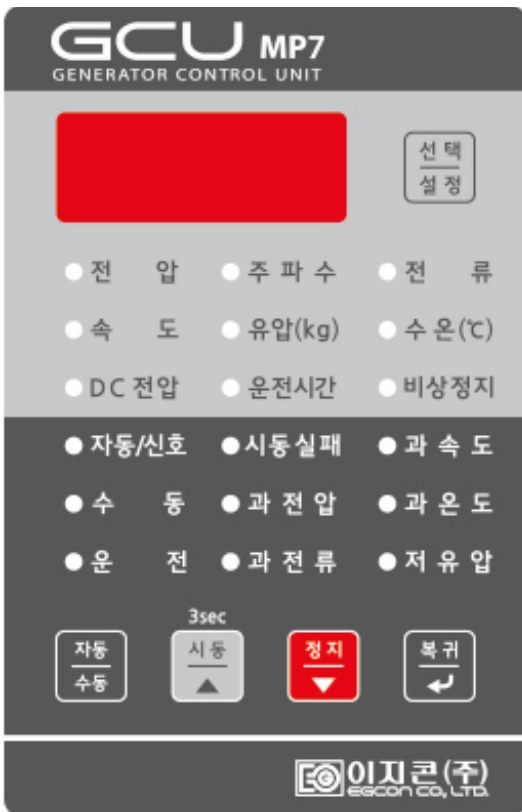 GCU MP7
GENERATOR CONTROL UNIT
선택
설정
전 압 주 파 수 전 류
속 도 유압(kg) 수 온(℃)
DC 전압 운전시간 비상정지
자동/신호 시동실패 과 속 도
수 동 과 전 압 과 온 도
운 전 과 전 류 저 유 압
3sec
자동 시 동 정 지 복 귀
수동
EG 이지콘(주)
EGCON CO., LTD.